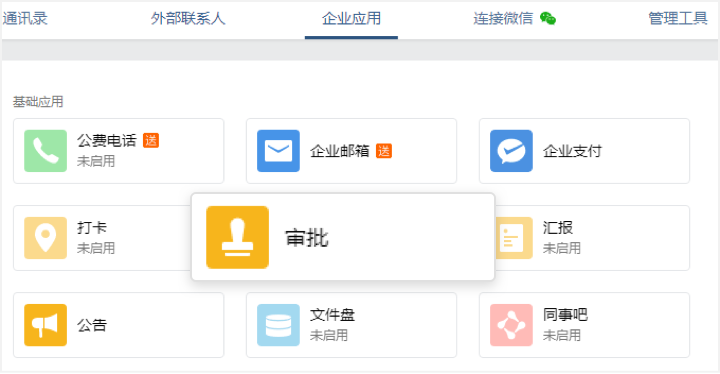 通讯录
外部联系人
企业应用
连接微信
管理工具
基础应用
公费电话 送
未启用
企业邮箱 送
企业支付
打卡
未启用
审批
汇报
未启用
公告
文件盘
未启用
同事吧
未启用